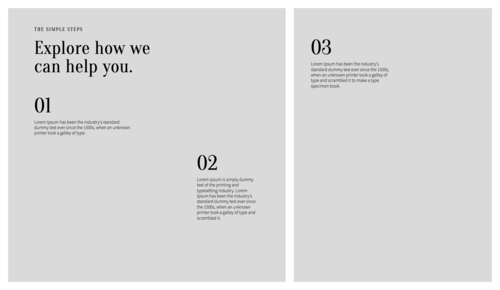 THE SIMPLE STEPS
Explore how we
can help you.
01
Lorem Ipsum has been the industry's standard
dummy text ever since the 1500s, when an unknown
printer took a galley of type.
02
Lorem Ipsum is simply dummy
text of the printing and
typesetting industry. Lorem
Ipsum has been the industry's
standard dummy text ever since
the 1500s, when an unknown
printer took a galley of type and
scrambled it.
03
Lorem Ipsum has been the industry's
standard dummy text ever since the 1500s,
when an unknown printer took a galley of
type and scrambled it to make a type
specimen book.